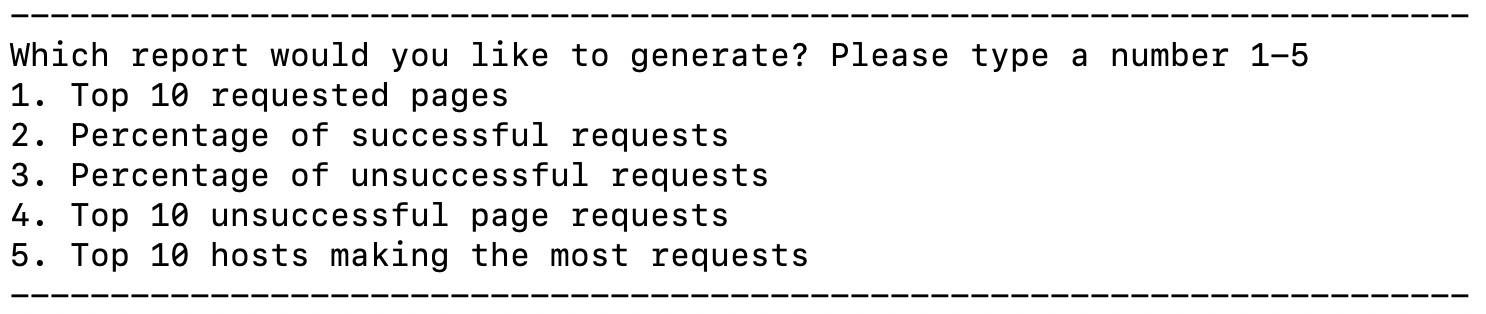 -------------------------------------------------------------------------
Which report would you like to generate? Please type a number 1-5
1. Top 10 requested pages
2. Percentage of successful requests
3. Percentage of unsuccessful requests
4. Top 10 unsuccessful page requests
5. Top 10 hosts making the most requests
-------------------------------------------------------------------------